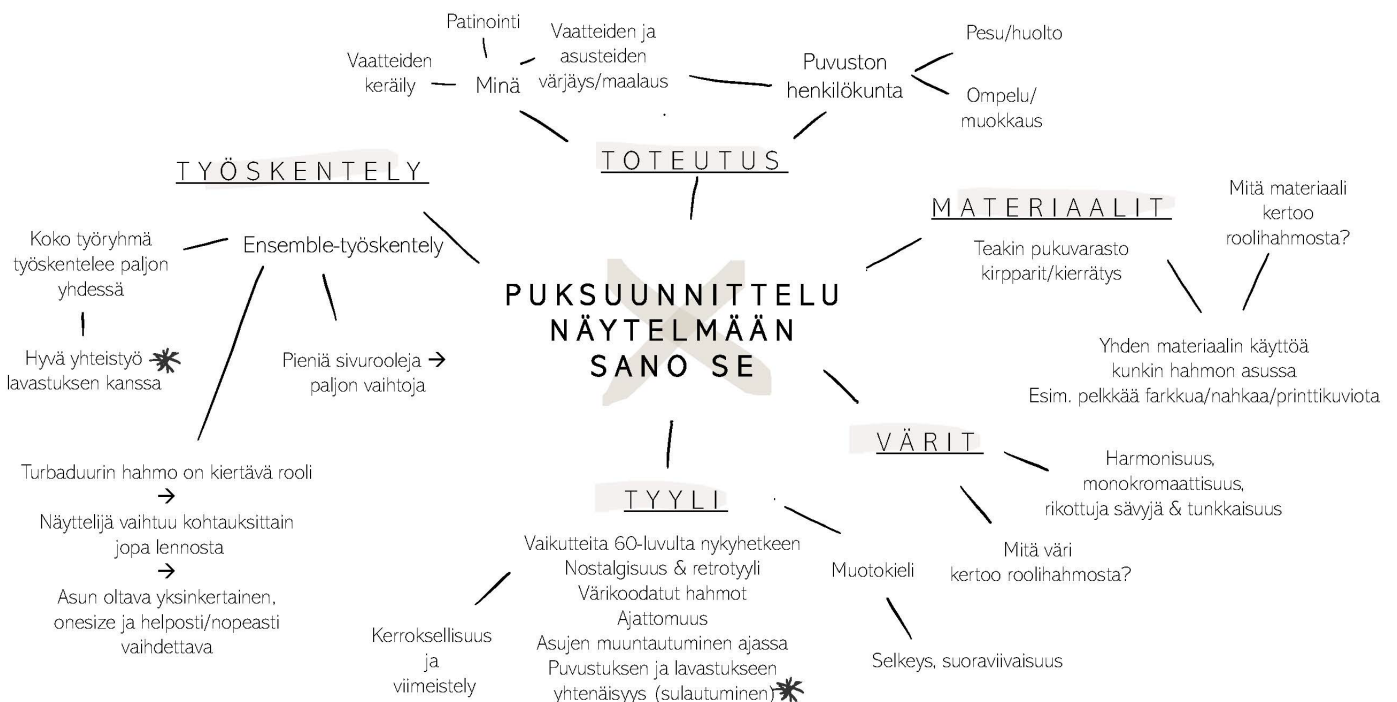 Patinointi
Vaatteiden
keräily
Minä
Vaatteiden ja
asusteiden
värjäys/maalaus
Puvuston
henkilökunta
Pesu/huolto
Ompelu/
muokkaus
TOTEUTUS
TYÖSKENTELY
Ensemble-työskentely
Koko työryhmä
työskentelee paljon
yhdessä
Hyvä yhteistyö
lavastuksen kanssa
Pieniä sivurooleja →
paljon vaihtoja
Turbaduurin hahmo on kiertävä rooli
→
Näyttelijä vaihtuu kohtauksittain
jopa lennosta
→
Asun oltava yksinkertainen,
onesize ja helposti/nopeasti
vaihdettava
PUKSUUNNITTELU
NÄYTELMÄÄN
SANO SE
MATERIAALIT
Teakin pukuvarasto
kirpparit/kierrätys
Mitä materiaali
kertoo
roolihahmosta?
Yhden materiaalin käyttöä
kunkin hahmon asussa
Esim. pelkkää farkkua/nahkaa/printtikuviota
VÄRIT
Harmonisuus,
monokromaattisuus,
rikottuja sävyjä & tunkkaisuus
Mitä väri
kertoo roolihahmosta?
TYYLI
Vaikutteita 60-luvulta nykyhetkeen
Nostalgisuus & retrotyyli
Värikoodatut hahmot
Ajattomuus
Asujen muuntautuminen ajassa
Puvustuksen ja lavastukseen
yhtenäisyys (sulautuminen)
Kerroksellisuus
ja
viimeistely
Muotokieli
Selkeys, suoraviivaisuus